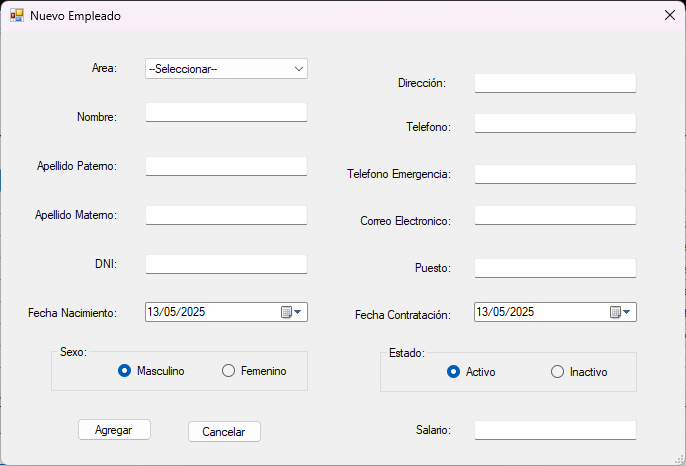 Nuevo Empleado
Area:
--Seleccionar--
Nombre:
Apellido Paterno:
Apellido Materno:
DNI:
Fecha Nacimiento:
13/05/2025
Sexo:
Masculino
Femenino
Agregar
Cancelar
Dirección:
Telefono:
Telefono Emergencia:
Correo Electronico:
Puesto:
Fecha Contratación:
13/05/2025
Estado:
Activo
Inactivo
Salario: